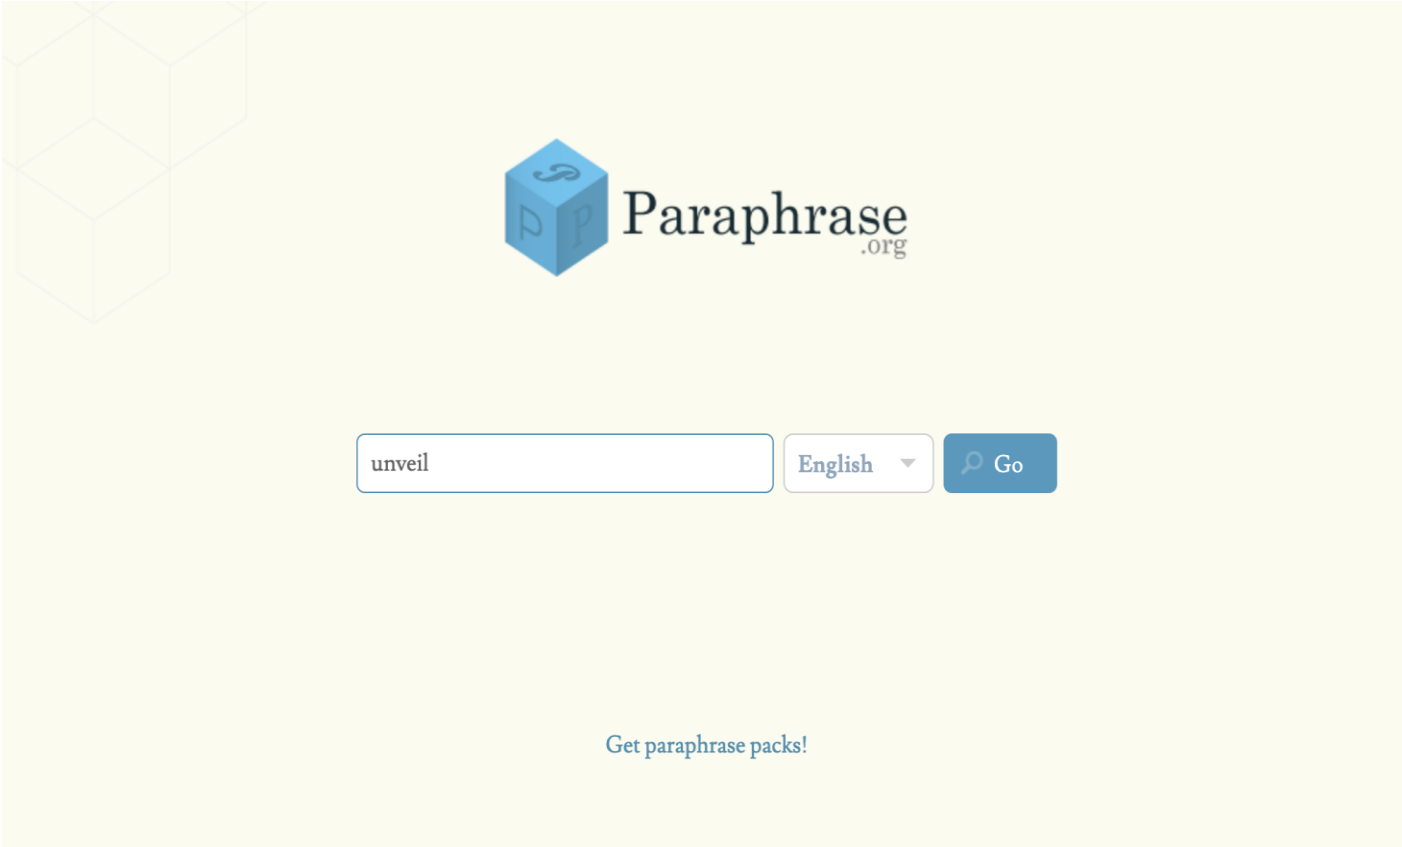 P P P
Paraphrase
.org
unveil
English
Go
Get paraphrase packs!